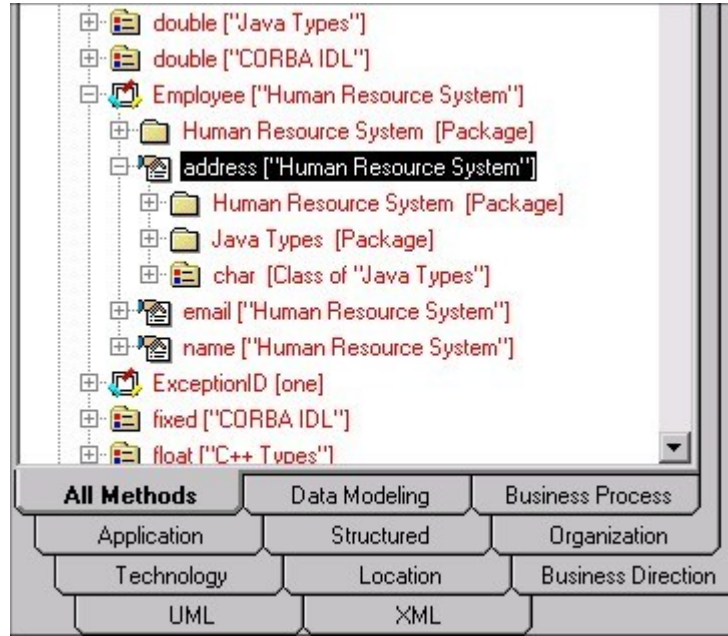 double ["Java Types"]
double ["CORBA IDL"]
Employee ["Human Resource System"]
Human Resource System [Package]
address ["Human Resource System"]
Human Resource System [Package]
Java Types [Package]
char [Class of "Java Types"]
email ["Human Resource System"]
name ["Human Resource System"]
ExceptionID [one]
fixed ["CORBA IDL"]
float ["C++ Types"]
All Methods Data Modeling Business Process
Application Structured Organization
Technology Location Business Direction
UML XML